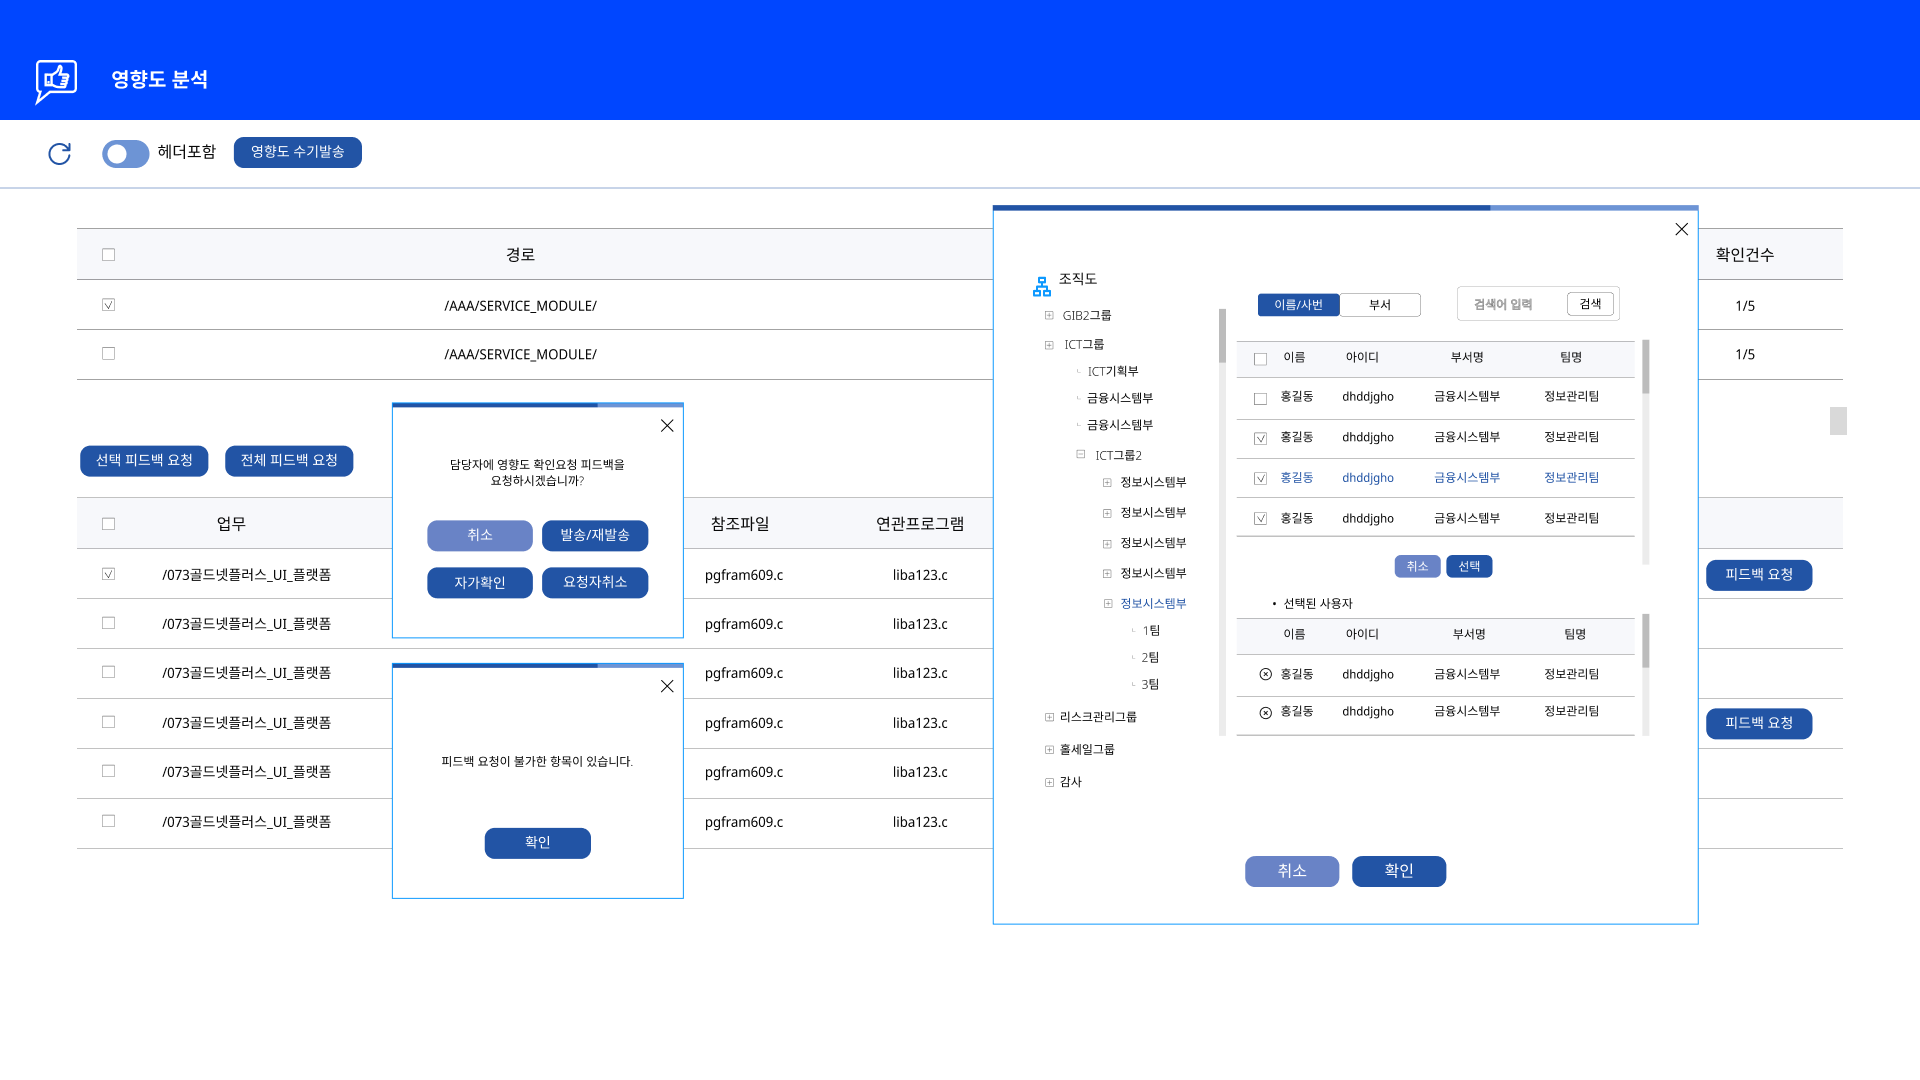 영향도 분석
헤더포함
영향도 수기발송
경로
확인건수
/AAA/SERVICE_MODULE/
1/5
/AAA/SERVICE_MODULE/
1/5
선택 피드백 요청
전체 피드백 요청
업무
참조파일
연관프로그램
/073골드넷플러스_UI_플랫폼
pgfram609.c
liba123.c
피드백 요청
/073골드넷플러스_UI_플랫폼
pgfram609.c
liba123.c
/073골드넷플러스_UI_플랫폼
pgfram609.c
liba123.c
/073골드넷플러스_UI_플랫폼
pgfram609.c
liba123.c
피드백 요청
/073골드넷플러스_UI_플랫폼
pgfram609.c
liba123.c
/073골드넷플러스_UI_플랫폼
pgfram609.c
liba123.c
담당자에 영향도 확인요청 피드백을
요청하시겠습니까?
취소
발송/재발송
자가확인
요청자취소
피드백 요청이 불가한 항목이 있습니다.
확인
조직도
GIB2그룹
ICT그룹
ICT기획부
금융시스템부
금융시스템부
ICT그룹2
정보시스템부
정보시스템부
정보시스템부
정보시스템부
정보시스템부
1팀
2팀
3팀
리스크관리그룹
홀세일그룹
감사
이름/사번
부서
검색어 입력
검색
이름 아이디 부서명 팀명
홍길동 dhddjgho 금융시스템부 정보관리팀
홍길동 dhddjgho 금융시스템부 정보관리팀
홍길동 dhddjgho 금융시스템부 정보관리팀
홍길동 dhddjgho 금융시스템부 정보관리팀
취소
선택
• 선택된 사용자
이름 아이디 부서명 팀명
홍길동 dhddjgho 금융시스템부 정보관리팀
홍길동 dhddjgho 금융시스템부 정보관리팀
취소
확인